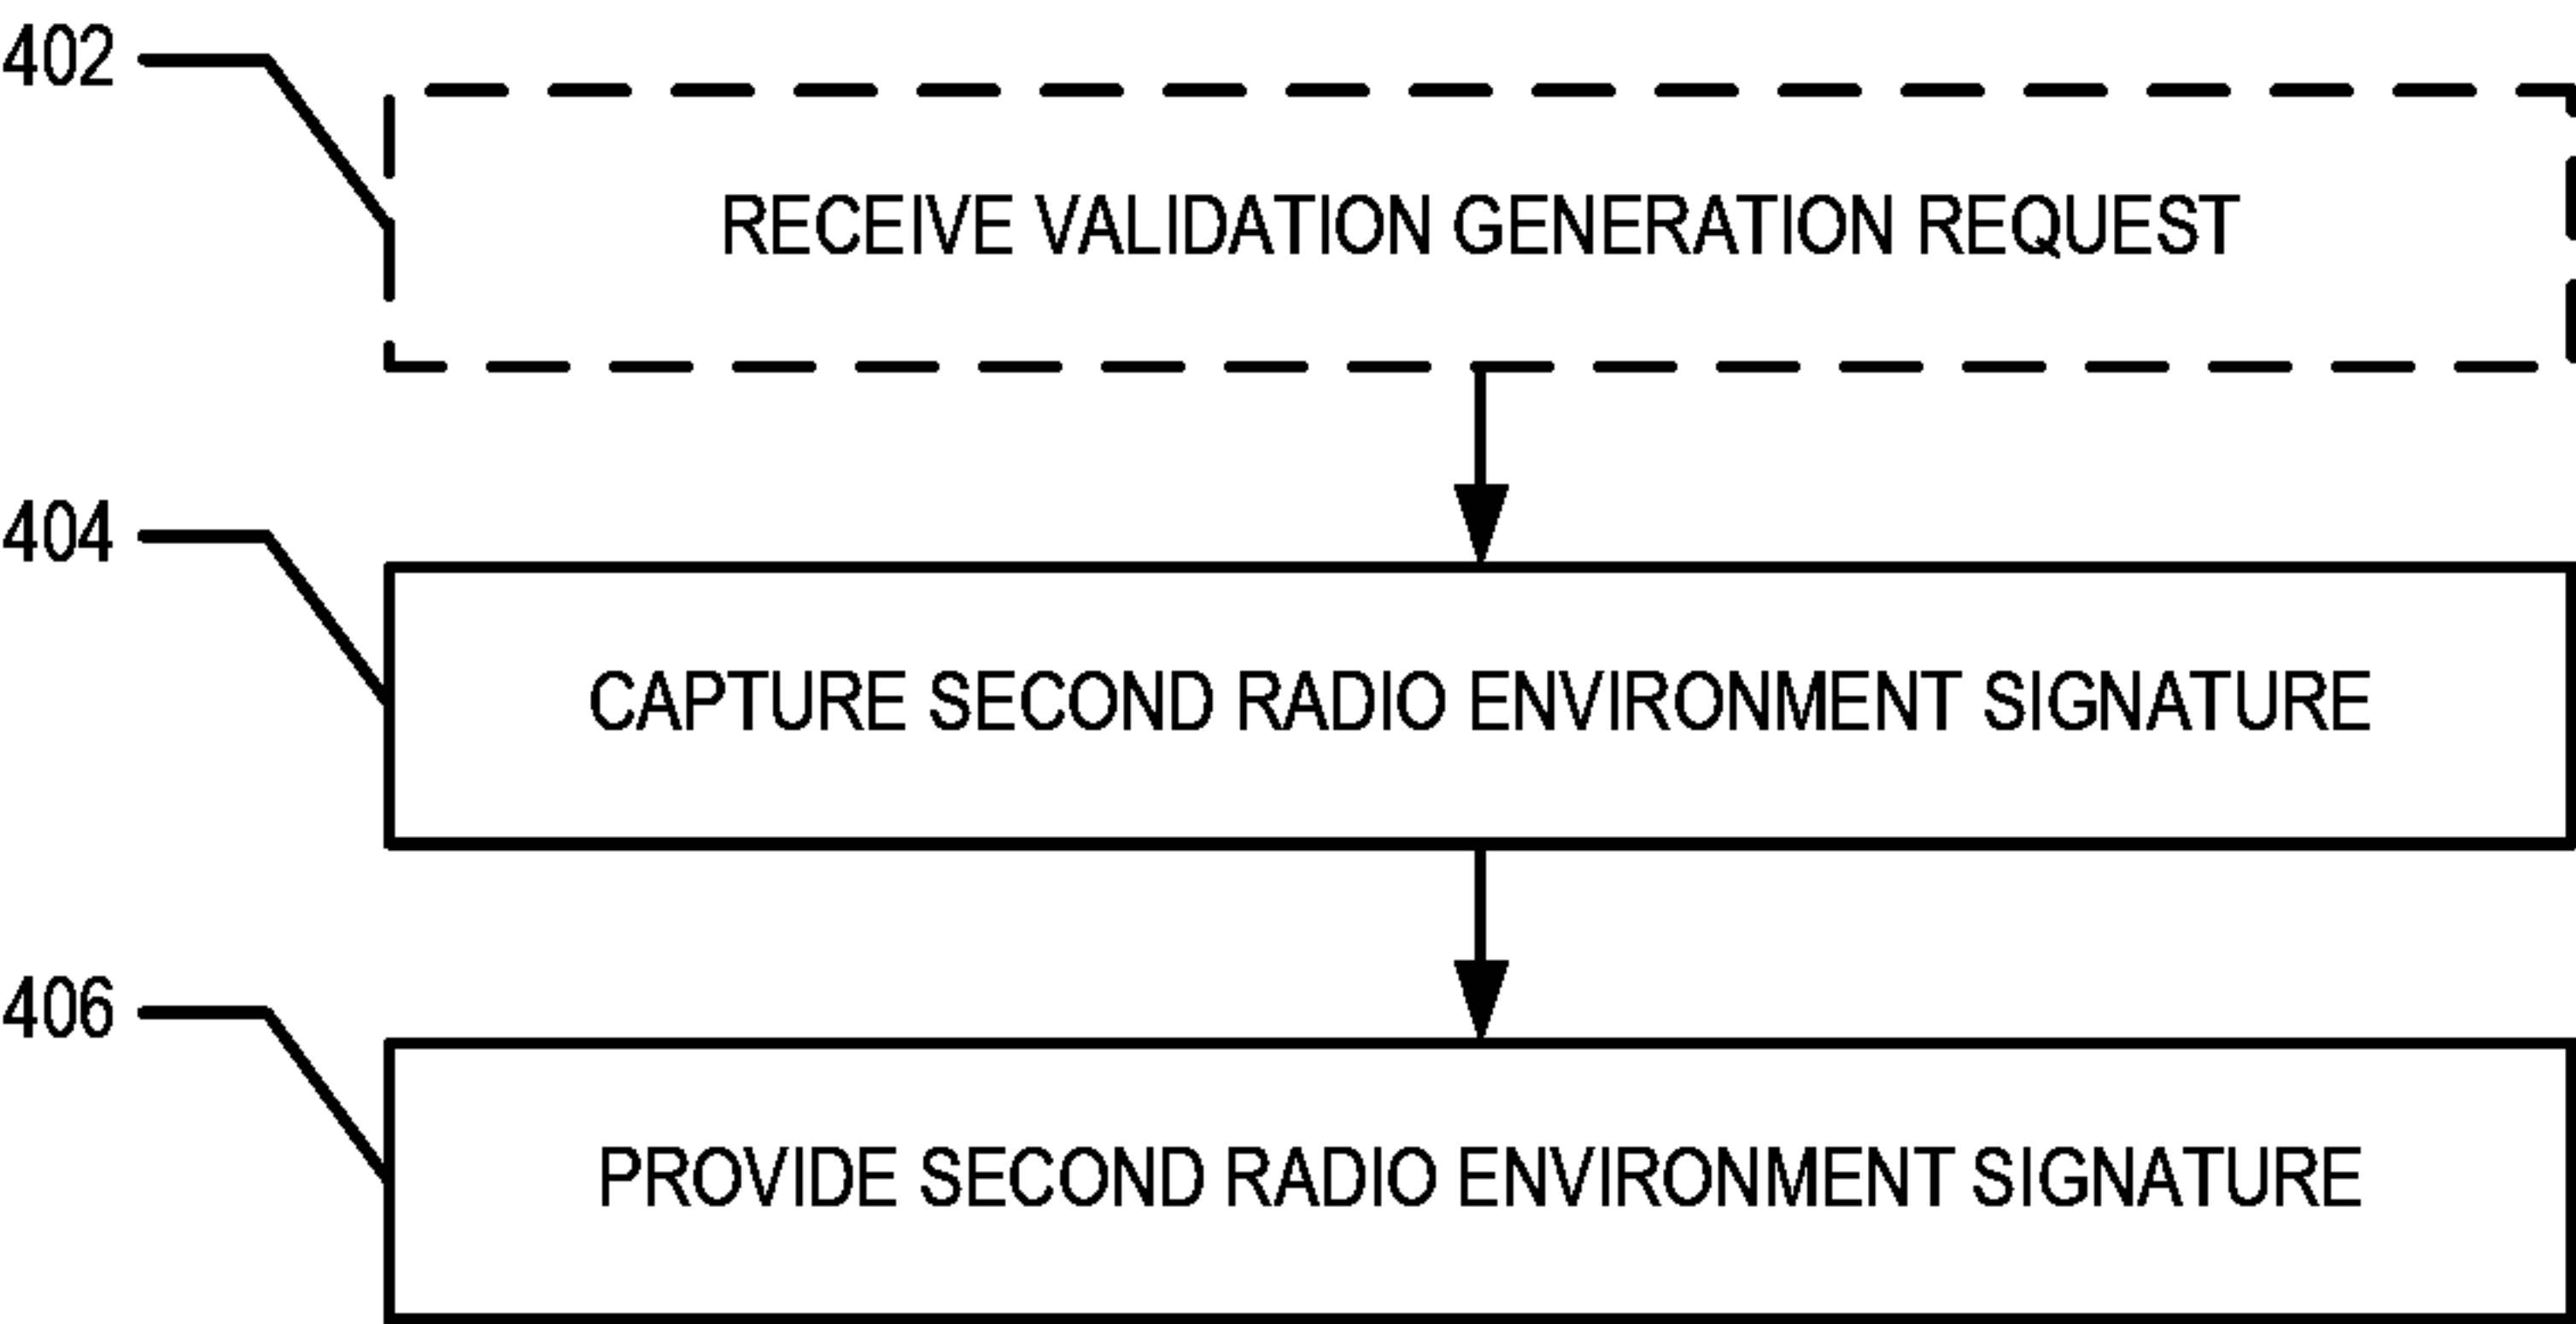 402
RECEIVE VALIDATION GENERATION REQUEST
404
CAPTURE SECOND RADIO ENVIRONMENT SIGNATURE
406
PROVIDE SECOND RADIO ENVIRONMENT SIGNATURE